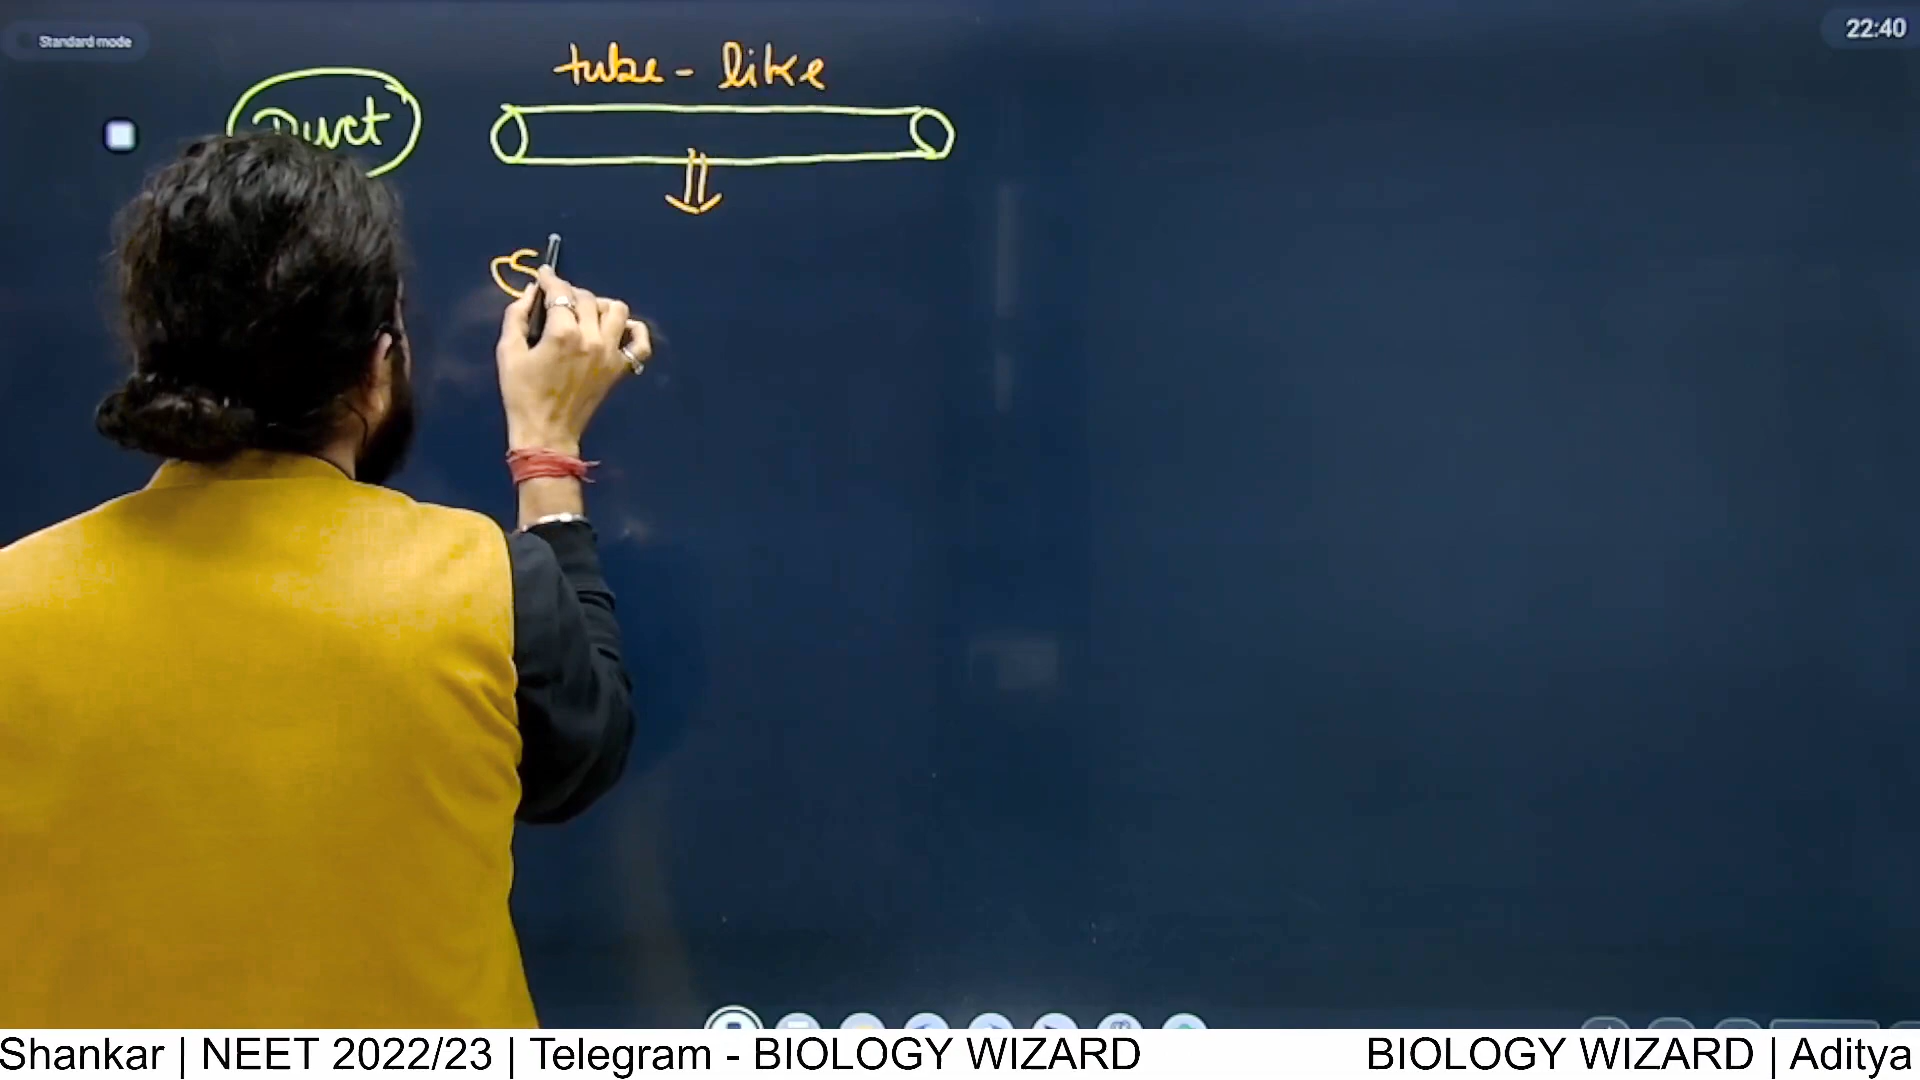 Standard mode
22:40
tube-like
Duct
S
Shankar | NEET 2022/23 | Telegram - BIOLOGY WIZARD
BIOLOGY WIZARD | Aditya